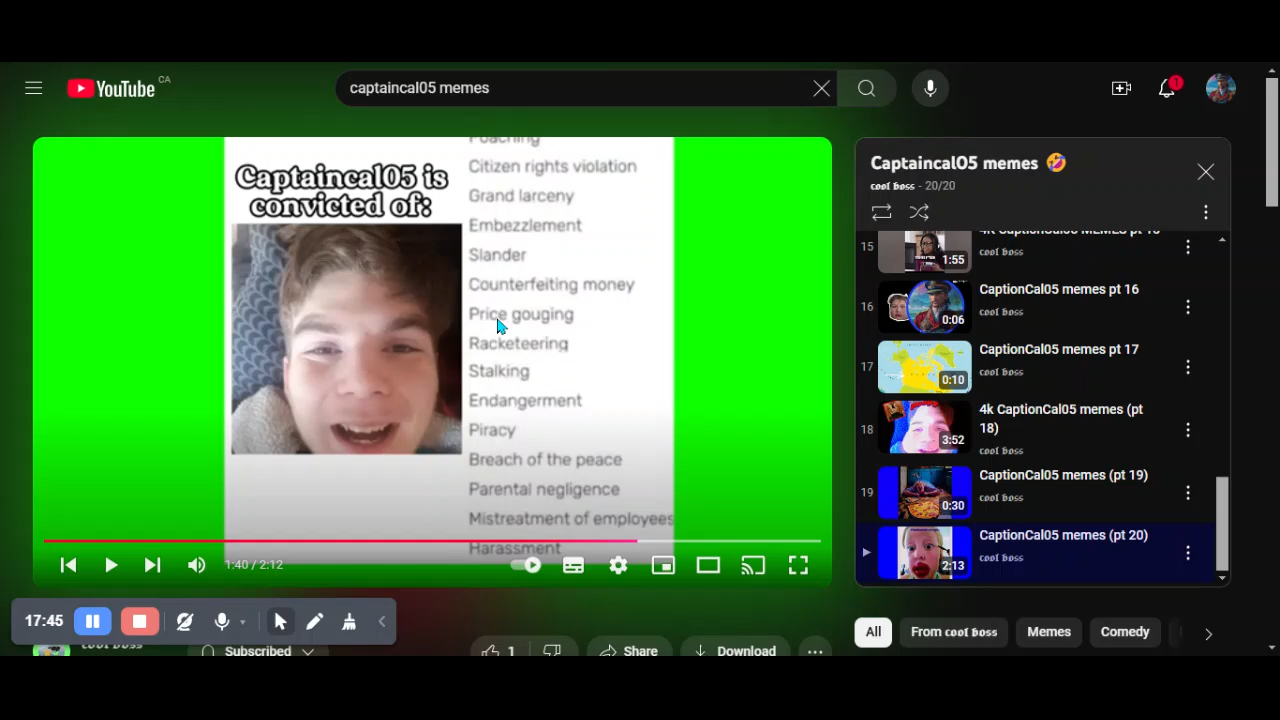 YouTube CA
captaincal05 memes
1
Captaincal05 is
convicted of:
Poaching
Citizen rights violation
Grand larceny
Embezzlement
Slander
Counterfeiting money
Price gouging
Racketeering
Stalking
Endangerment
Piracy
Breach of the peace
Parental negligence
Mistreatment of employees
Harassment
1:40 / 2:12
Captaincal05 memes 🤣
cool boss - 20/20
15
1:55
cool boss
16
0:06
CaptionCal05 memes pt 16
cool boss
17
0:10
CaptionCal05 memes pt 17
cool boss
18
3:52
4k CaptionCal05 memes (pt
18)
cool boss
19
0:30
CaptionCal05 memes (pt 19)
cool boss
2:13
CaptionCal05 memes (pt 20)
cool boss
17:45
cool boss
Subscribed
1
Share
Download
All
From cool boss
Memes
Comedy